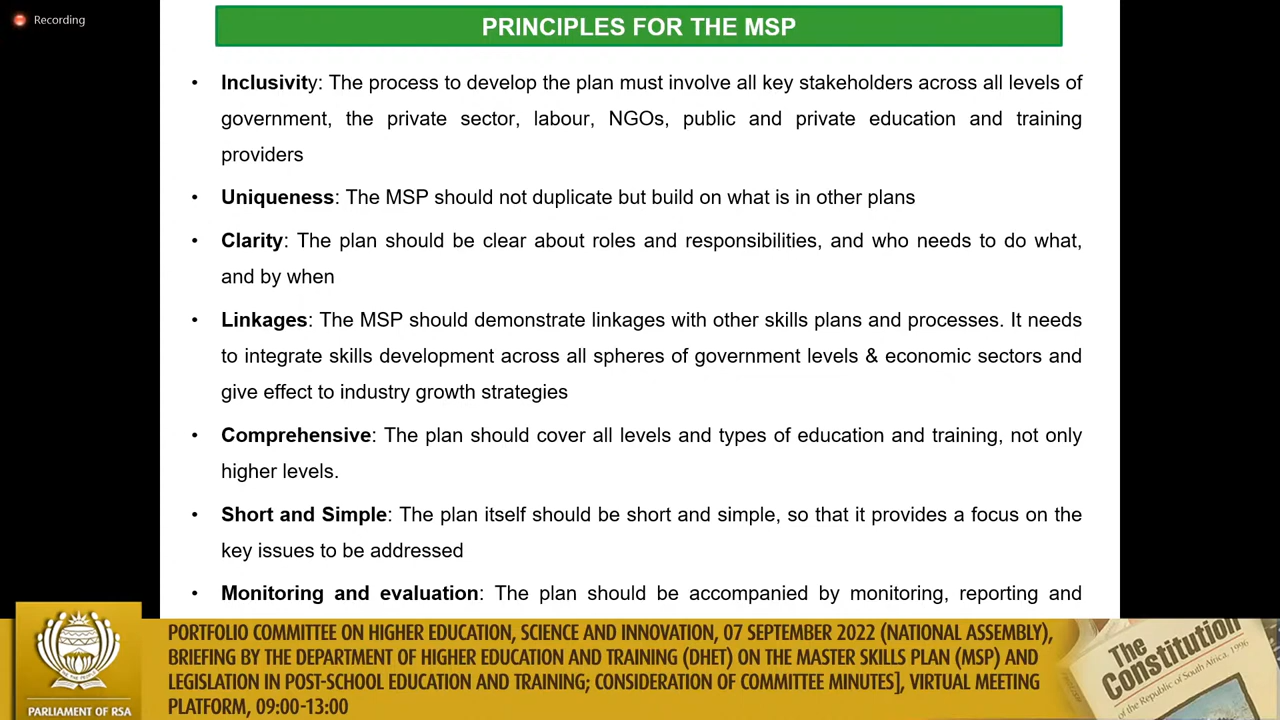 Recording
PRINCIPLES FOR THE MSP
• Inclusivity: The process to develop the plan must involve all key stakeholders across all levels of
government, the private sector, labour, NGOs, public and private education and training
providers
• Uniqueness: The MSP should not duplicate but build on what is in other plans
• Clarity: The plan should be clear about roles and responsibilities, and who needs to do what,
and by when
• Linkages: The MSP should demonstrate linkages with other skills plans and processes. It needs
to integrate skills development across all spheres of government levels & economic sectors and
give effect to industry growth strategies
• Comprehensive: The plan should cover all levels and types of education and training, not only
higher levels.
• Short and Simple: The plan itself should be short and simple, so that it provides a focus on the
key issues to be addressed
• Monitoring and evaluation: The plan should be accompanied by monitoring, reporting and
PORTFOLIO COMMITTEE ON HIGHER EDUCATION, SCIENCE AND INNOVATION, 07 SEPTEMBER 2022 (NATIONAL ASSEMBLY),
BRIEFING BY THE DEPARTMENT OF HIGHER EDUCATION AND TRAINING (DHET) ON THE MASTER SKILLS PLAN (MSP) AND
LEGISLATION IN POST-SCHOOL EDUCATION AND TRAINING; CONSIDERATION OF COMMITTEE MINUTES], VIRTUAL MEETING
PLATFORM, 09:00-13:00
PARLIAMENT OF RSA
The
Constitution
of the Republic of South Africa, 1996